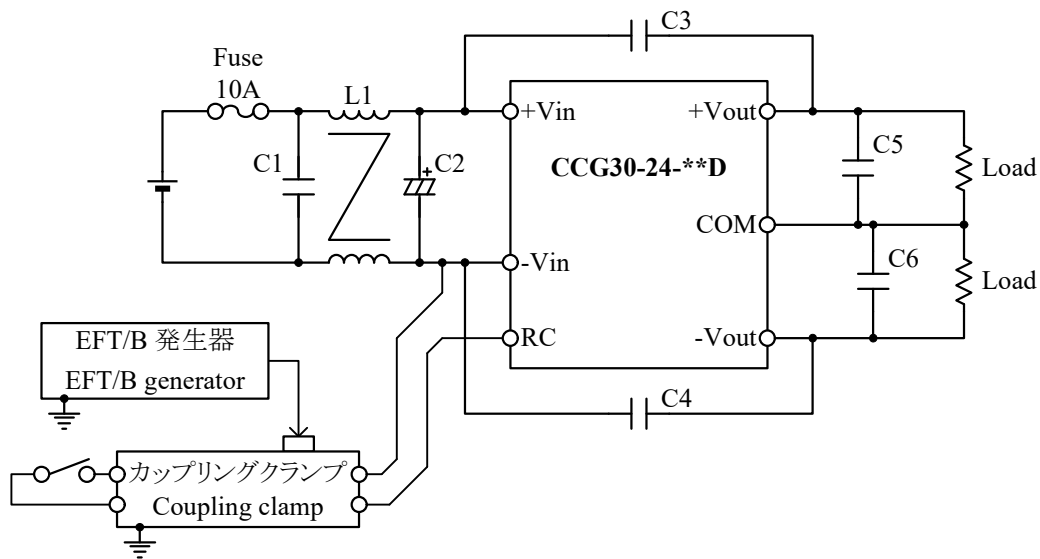 C3
Fuse
10A
L1
+Vin
+Vout
C1
C2
+
CCG30-24-**D
C5
Load
COM
-Vin
C6
Load
RC
-Vout
EFT/B 発生器
EFT/B generator
C4
カップリングクランプ
Coupling clamp